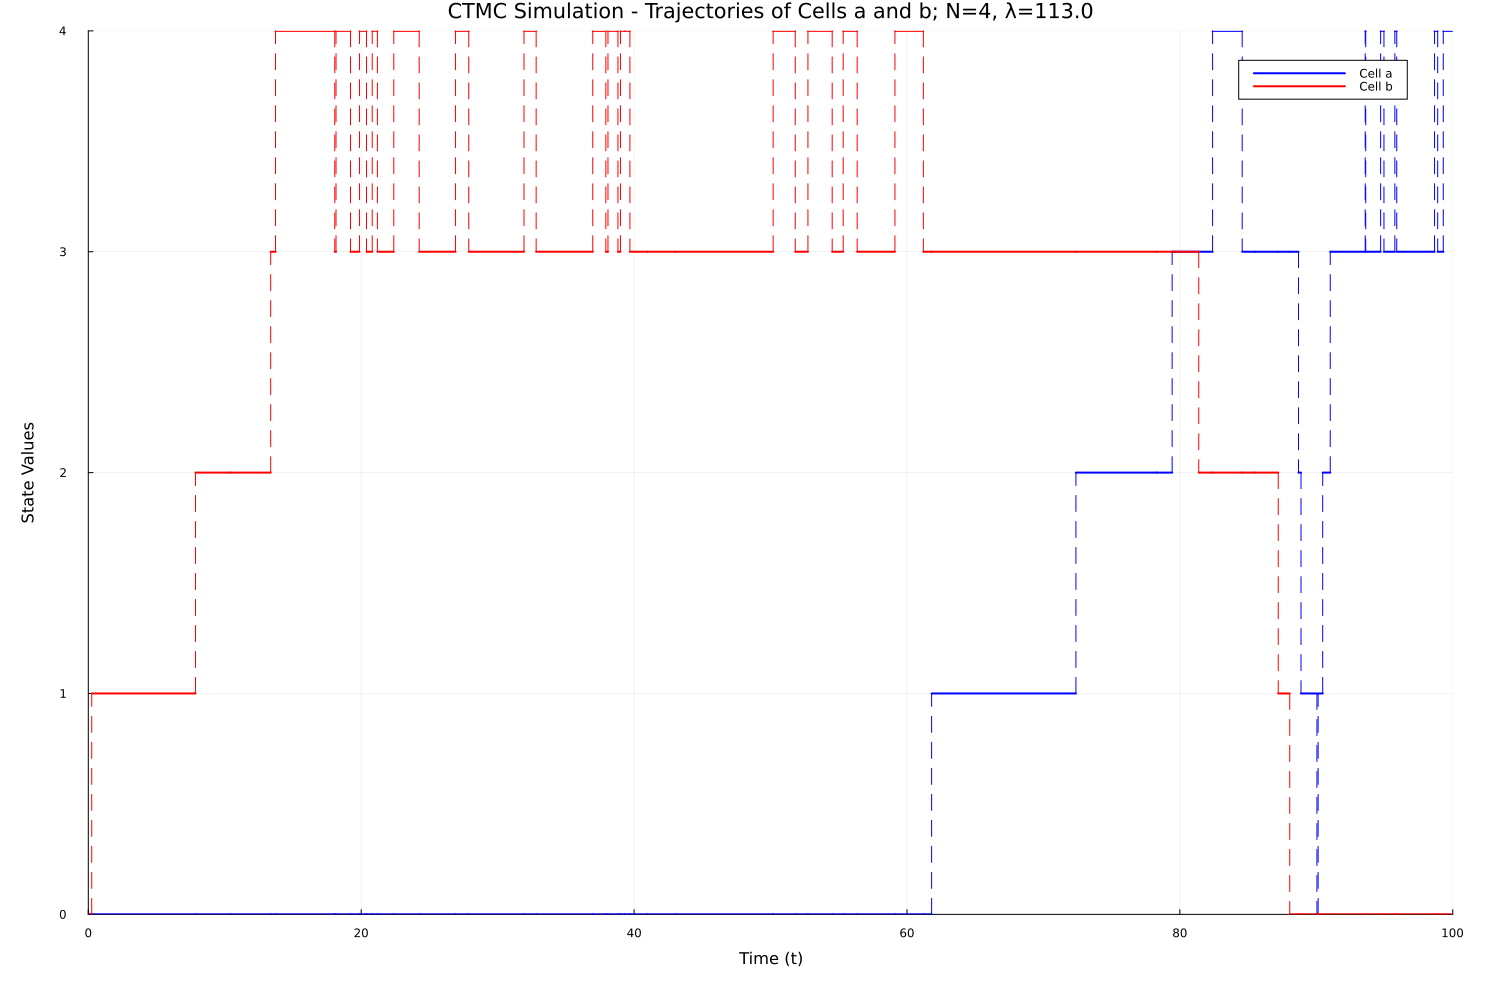 CTMC Simulation - Trajectories of Cells a and b; N=4, λ=113.0
4
Cell a
Cell b
3
State Values
2
1
0
0 20 40 60 80 100
Time (t)